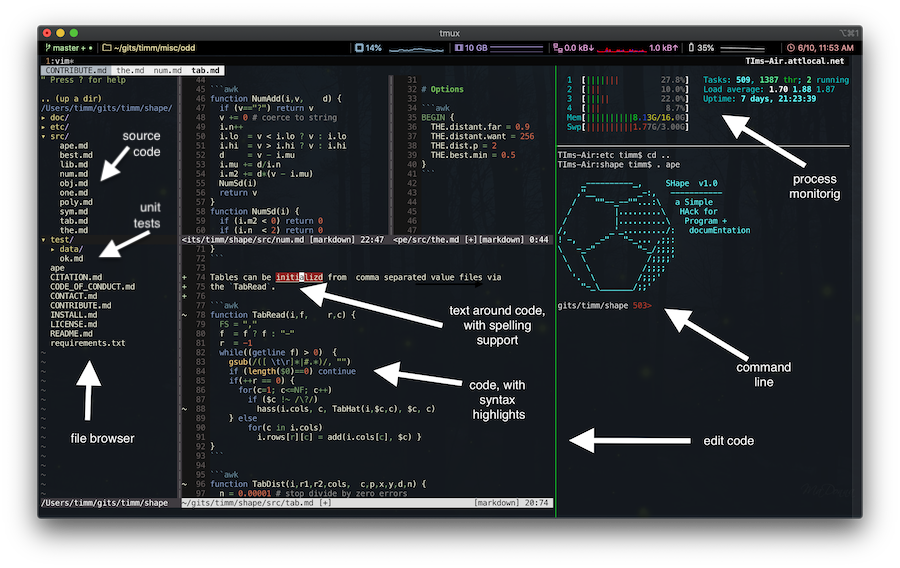 tmux
⌥⌘1
master + ●
~/gits/timm/misc/odd
14%
10 GB
0.0 kB↓
1.0 kB↑
35%
6/10, 11:53 AM
1:vim*
TIms-Air.attlocal.net
CONTRIBUTE.md the.md num.md tab.md
" Press ? for help
.. (up a dir)
/Users/timm/gits/timm/shape/
▸ doc/
▸ etc/
▾ src/
ape.md
best.md
lib.md
num.md
obj.md
one.md
poly.md
sym.md
tab.md
the.md
▾ test/
▸ data/
ok.md
ape
CITATION.md
CODE_OF_CONDUCT.md
CONTACT.md
CONTRIBUTE.md
INSTALL.md
LICENSE.md
README.md
requirements.txt
/Users/timm/gits/timm/shape
source
code
unit
tests
file browser
44
45 ```awk
46 function NumAdd(i,v, d) {
47 if (v=="?") return v
48 v += 0 # coerce to string
49 i.n++
50 i.lo = v < i.lo ? v : i.lo
51 i.hi = v > i.hi ? v : i.hi
52 d = v - i.mu
53 i.mu += d/i.n
54 i.m2 += d*(v - i.mu)
55 NumSd(i)
56 return v
57 }
58 function NumSd(i) {
59 if (i.m2 < 0) return 0
60 if (i.n < 2) return 0
<its/timm/shape/src/num.md [markdown] 22:47
31
32 # Options
33
34 ```awk
35 BEGIN {
36 THE.distant.far = 0.9
37 THE.distant.want = 256
38 THE.dist.p = 2
39 THE.best.min = 0.5
40 }
41 ```
42
43
44
45
46
47
<pe/src/the.md [+][markdown] 0:44
71 }
72 ```
73
+ 74 Tables can be initializd from comma separated value files via
+ 75 the `TabRead`.
+ 76
77 ```awk
~ 78 function TabRead(i,f, r,c) {
79 FS = ","
80 f = f ? f : "-"
81 r = -1
82 while((getline f) > 0) {
83 gsub(/([ \t\r]*|#.*)/, "")
84 if (length($0)==0) continue
85 if(++r == 0) {
86 for(c=1; c<=NF; c++)
87 if ($c !~ /\?/)
~ 88 hass(i.cols, c, TabHat(i,$c,c), $c, c)
89 } else
90 for(c in i.cols)
91 i.rows[r][c] = add(i.cols[c], $c) }
92 }
93 ```
94
95 ```awk
~ 96 function TabDist(i,r1,r2,cols, c,p,x,y,d,n) {
97 n = 0.00001 # stop divide by zero errors
~/gits/timm/shape/src/tab.md [+] [markdown] 20:74
text around code,
with spelling
support
code, with
syntax
highlights
1 [ 27.8%]
2 [ 10.0%]
3 [ 22.0%]
4 [ 8.7%]
Mem[ 8.13G/16.0G]
Swp[ 1.77G/3.00G]
Tasks: 509, 1387 thr; 2 running
Load average: 1.70 1.88 1.87
Uptime: 7 days, 21:23:39
process
monitorig
TIms-Air:etc timm$ cd ..
TIms-Air:shape timm$ . ape
SHape v1.0
a Simple
HAck for
Program +
documEntation
gits/timm/shape 503>
command
line
edit code